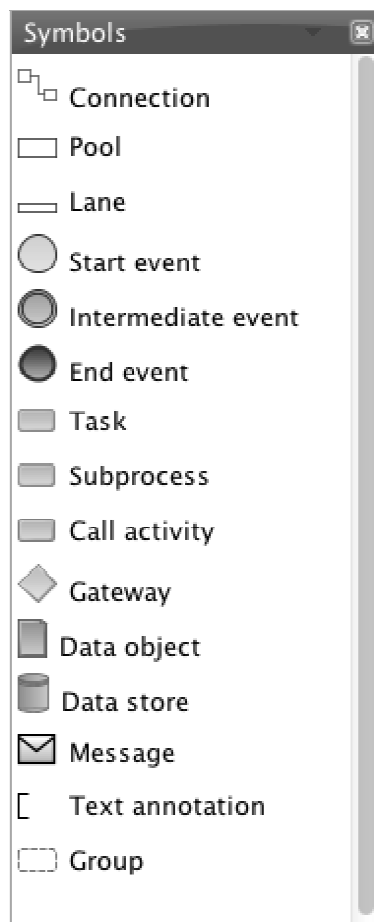 Symbols
Connection
Pool
Lane
Start event
Intermediate event
End event
Task
Subprocess
Call activity
Gateway
Data object
Data store
Message
Text annotation
Group